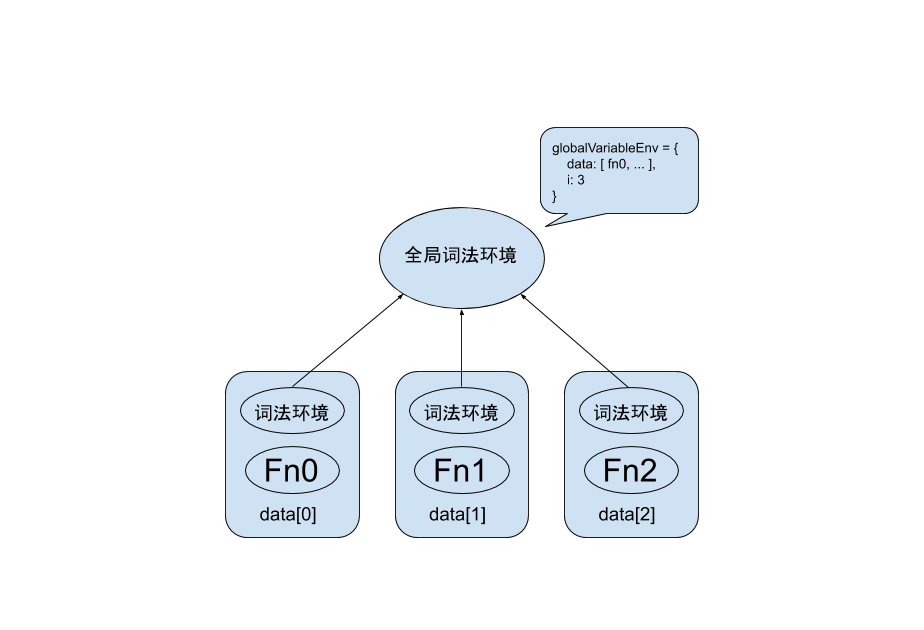 globalVariableEnv = {
data: [ fn0, ... ],
i: 3
}
全局词法环境
词法环境
词法环境
词法环境
Fn0
Fn1
Fn2
data[0]
data[1]
data[2]